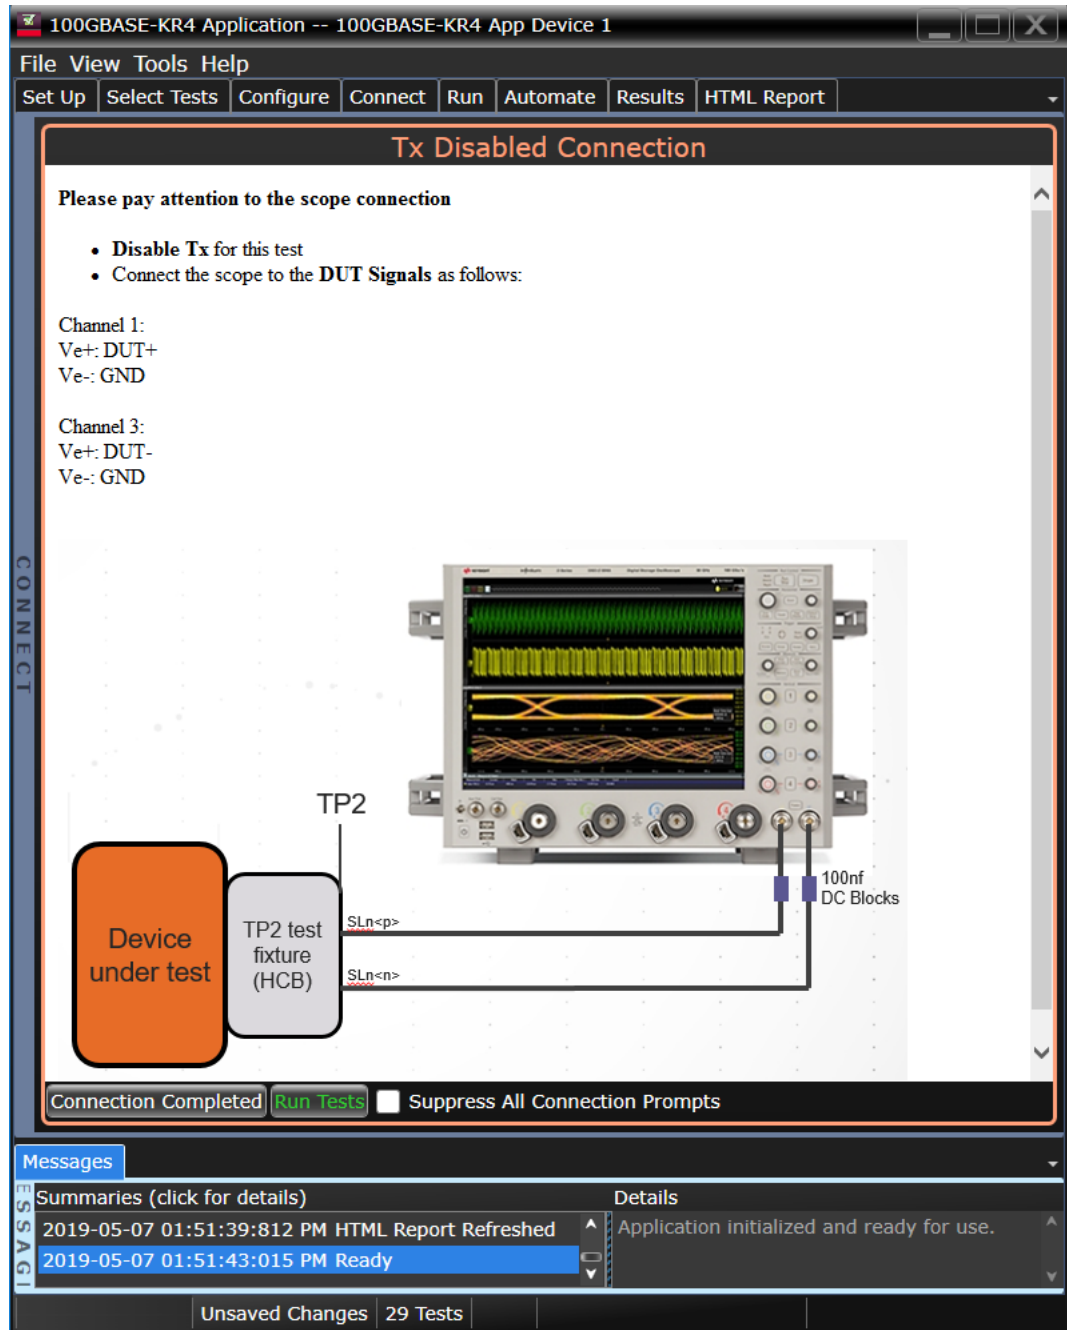 100GBASE-KR4 Application -- 100GBASE-KR4 App Device 1
File View Tools Help
Set Up Select Tests Configure Connect Run Automate Results HTML Report
Tx Disabled Connection
Please pay attention to the scope connection
• Disable Tx for this test
• Connect the scope to the DUT Signals as follows:
Channel 1:
Ve+: DUT+
Ve-: GND
Channel 3:
Ve+: DUT-
Ve-: GND
CONNECT
TP2
100nf
DC Blocks
Device
under test
TP2 test
fixture
(HCB)
SLn<p>
SLn<n>
Connection Completed Run Tests Suppress All Connection Prompts
Messages
Summaries (click for details) Details
2019-05-07 01:51:39:812 PM HTML Report Refreshed
2019-05-07 01:51:43:015 PM Ready
Application initialized and ready for use.
Unsaved Changes 29 Tests